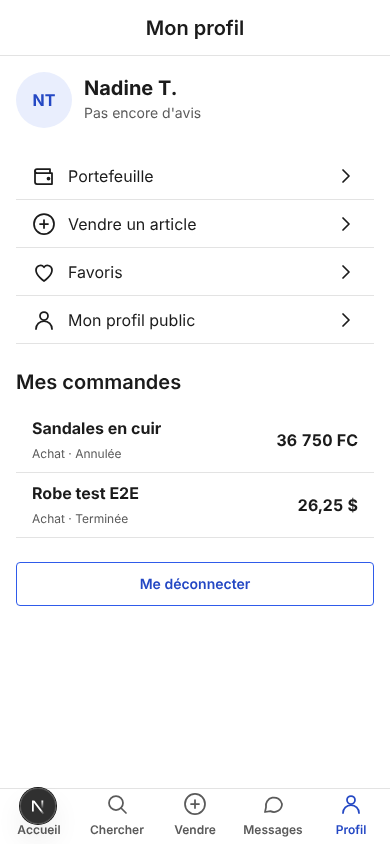 Mon profil
NT
Nadine T.
Pas encore d'avis
Portefeuille
Vendre un article
Favoris
Mon profil public
Mes commandes
Sandales en cuir
36 750 FC
Achat · Annulée
Robe test E2E
26,25 $
Achat · Terminée
Me déconnecter
N
Accueil
Chercher
Vendre
Messages
Profil